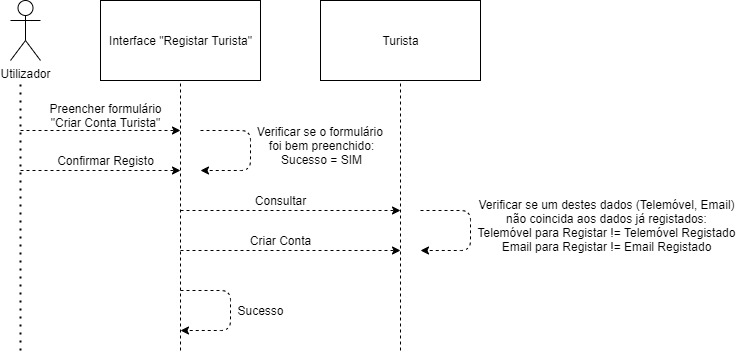 Interface "Registar Turista"
Turista
Utilizador
Preencher formulário
"Criar Conta Turista"
Verificar se o formulário
foi bem preenchido:
Sucesso = SIM
Confirmar Registo
Consultar
Verificar se um destes dados (Telemóvel, Email)
não coincida aos dados já registados:
Telemóvel para Registar != Telemóvel Registado
Email para Registar != Email Registado
Criar Conta
Sucesso